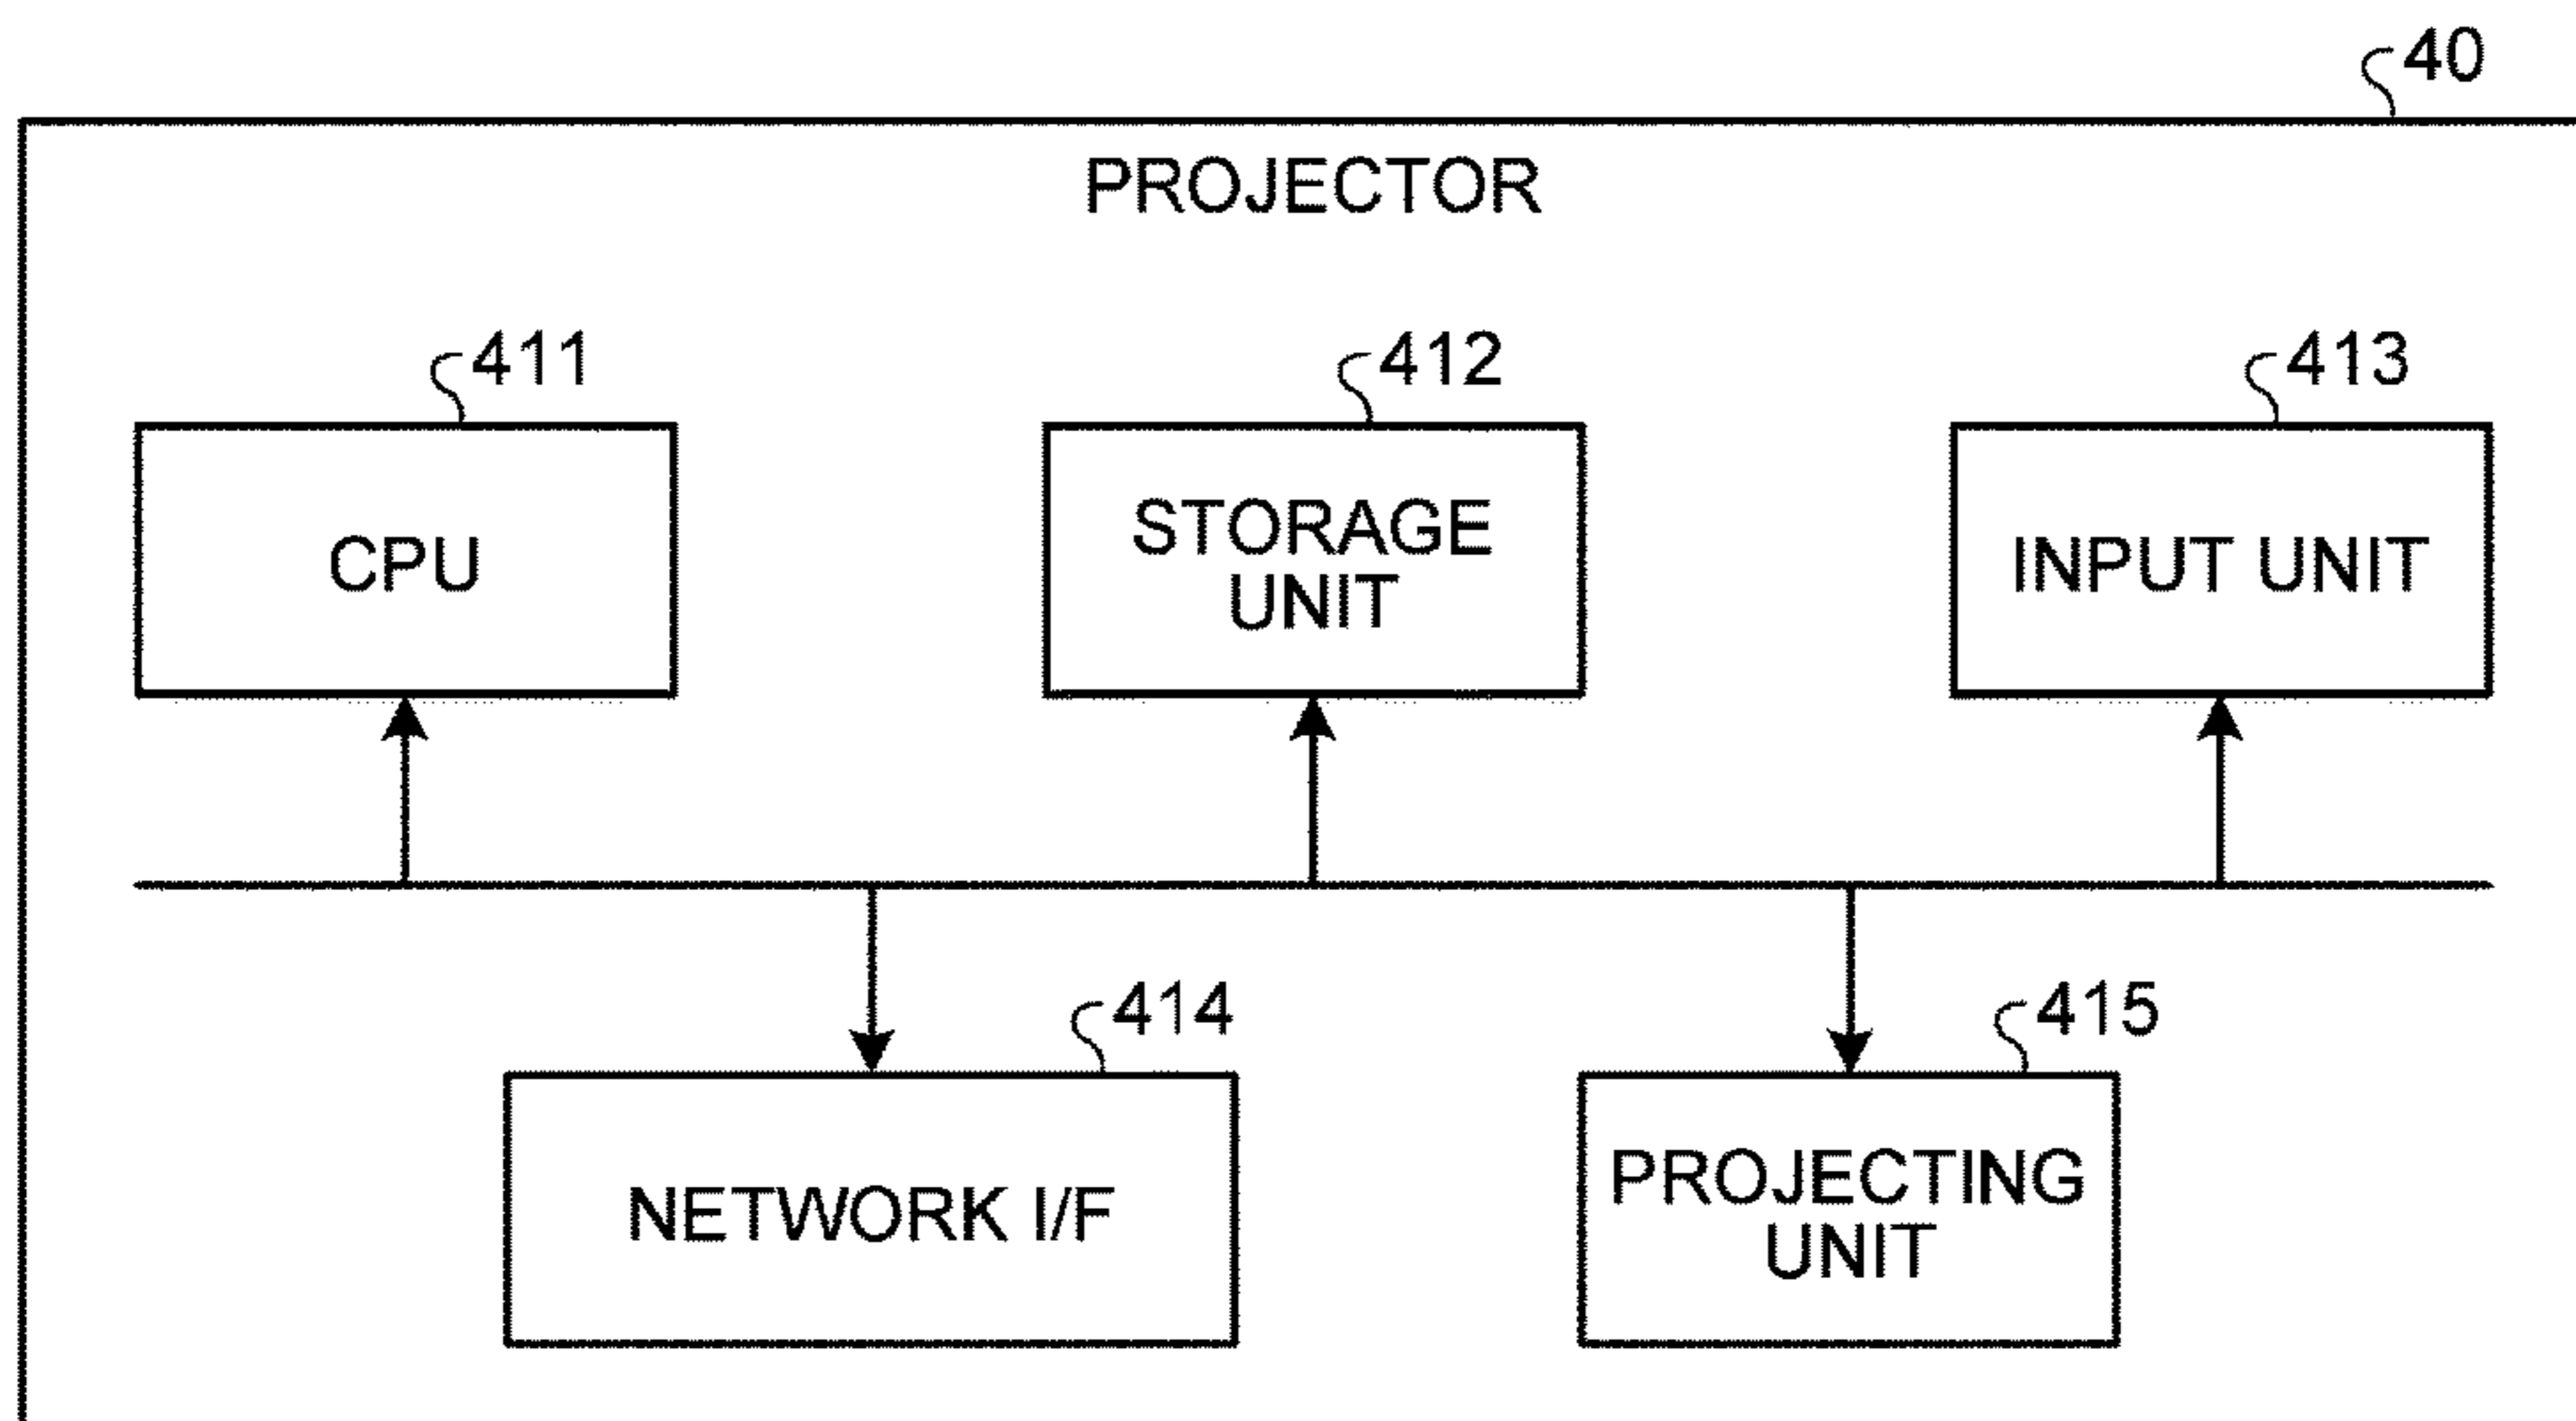 40
PROJECTOR
411
412
413
CPU
STORAGE
UNIT
INPUT UNIT
414
415
NETWORK I/F
PROJECTING
UNIT